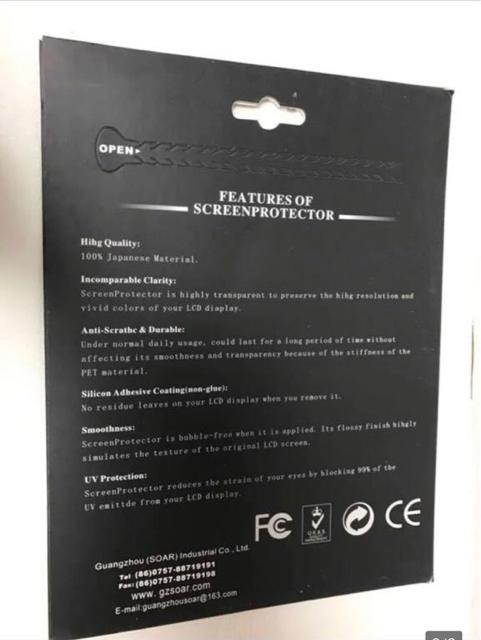 OPEN
FEATURES OF
SCREENPROTECTOR
Hihg Quality:
100% Japanese Material.
Incomparable Clarity:
ScreenProtector is highly transparent to preserve the hihg resolution and
vivid colors of your LCD display.
Anti-Scrathc & Durable:
Under normal daily usage, could last for a long period of time without
affecting its smoothness and transparency because of the stiffness of the
PET material.
Silicon Adhesive Coating(non-glue):
No residue leaves on your LCD display when you remove it.
Smoothness:
ScreenProtector is bubble-free when it is applied. Its flossy finish hihgly
simulates the texture of the original LCD screen.
UV Protection:
ScreenProtector reduces the strain of your eyes by blocking 99% of the
UV emittde from your LCD display.
FC
UKAS
CE
Guangzhou (SOAR) Industrial Co., Ltd.
Tel: (86)0757-88719191
Fax: (86)0757-88719198
www.gzsoar.com
E-mail:guangzhousoar@163.com